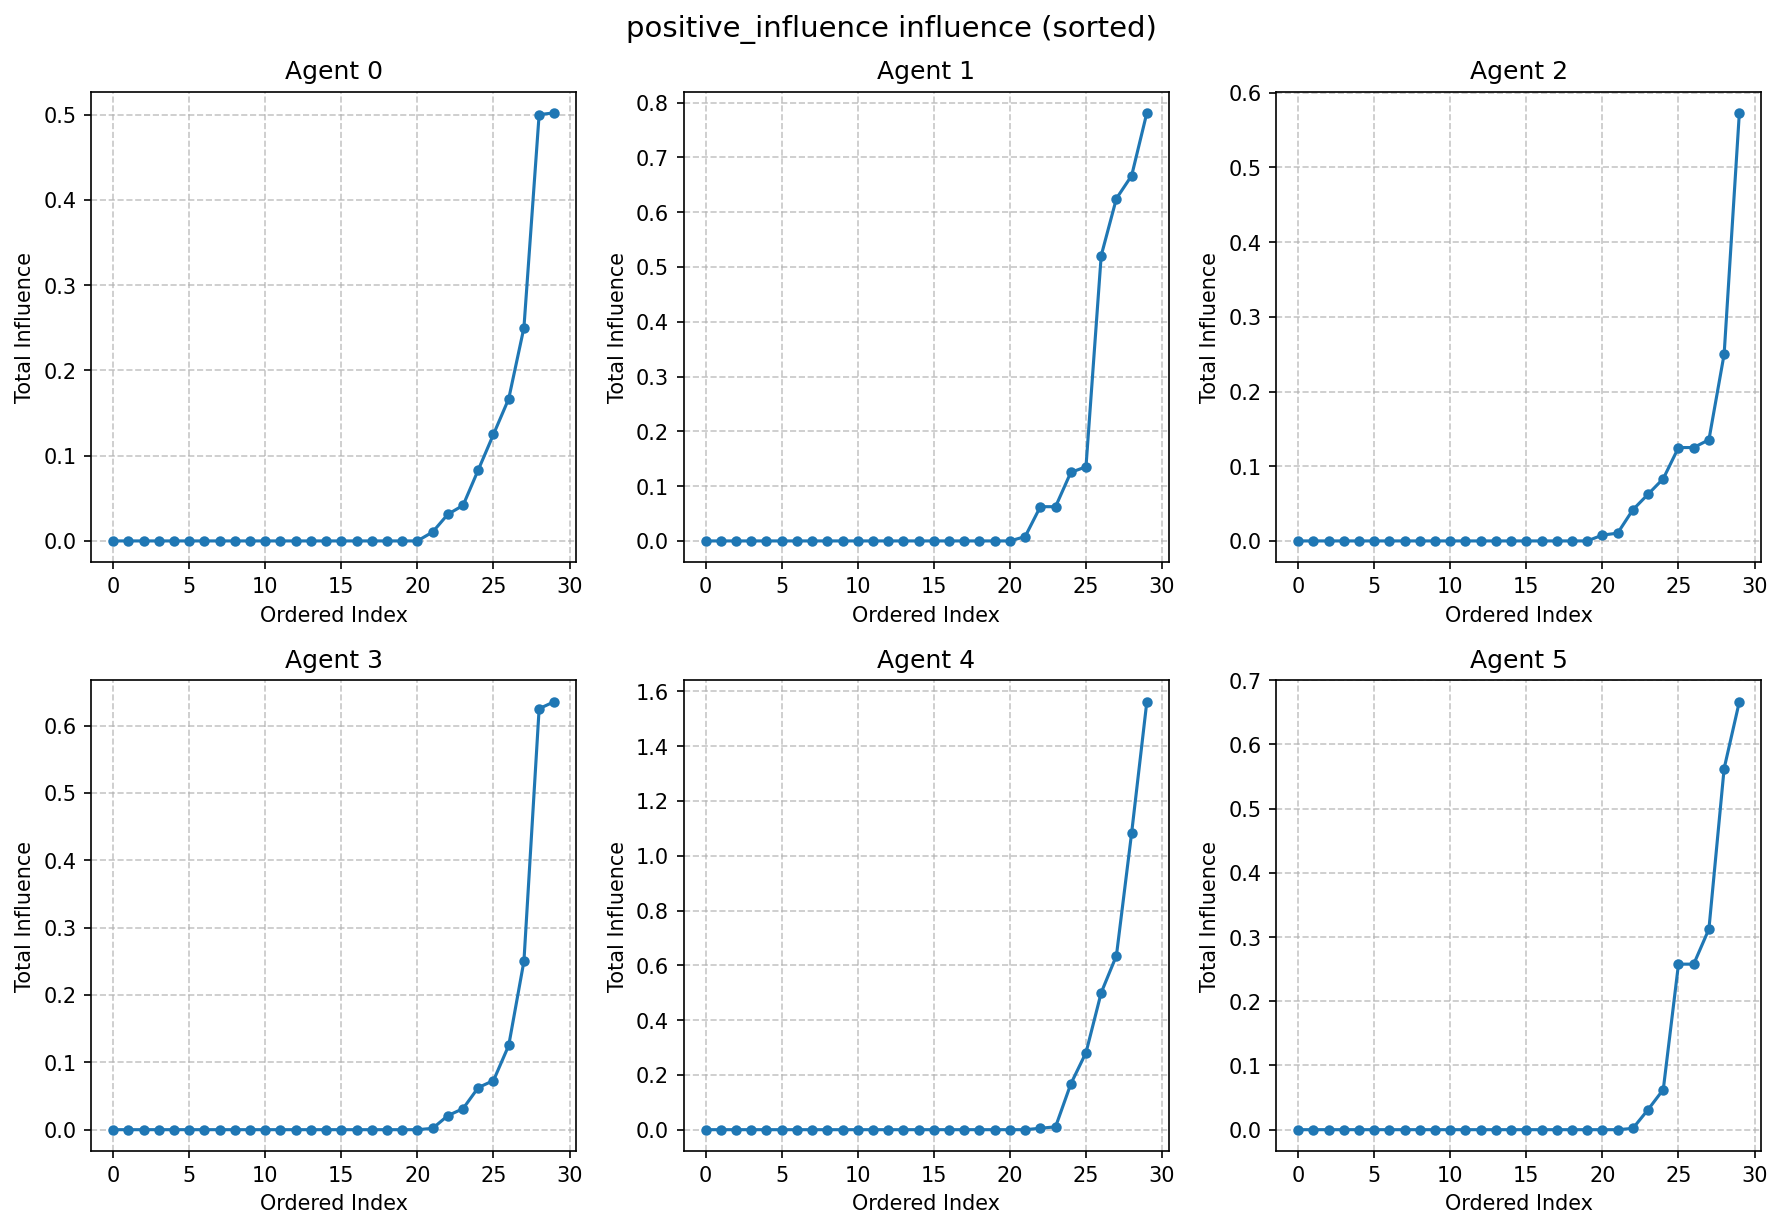 positive_influence influence (sorted)
Agent 0
Total Influence
0.5
0.4
0.3
0.2
0.1
0.0
0 5 10 15 20 25 30
Ordered Index
Agent 1
Total Influence
0.8
0.7
0.6
0.5
0.4
0.3
0.2
0.1
0.0
0 5 10 15 20 25 30
Ordered Index
Agent 2
Total Influence
0.6
0.5
0.4
0.3
0.2
0.1
0.0
0 5 10 15 20 25 30
Ordered Index
Agent 3
Total Influence
0.6
0.5
0.4
0.3
0.2
0.1
0.0
0 5 10 15 20 25 30
Ordered Index
Agent 4
Total Influence
1.6
1.4
1.2
1.0
0.8
0.6
0.4
0.2
0.0
0 5 10 15 20 25 30
Ordered Index
Agent 5
Total Influence
0.7
0.6
0.5
0.4
0.3
0.2
0.1
0.0
0 5 10 15 20 25 30
Ordered Index